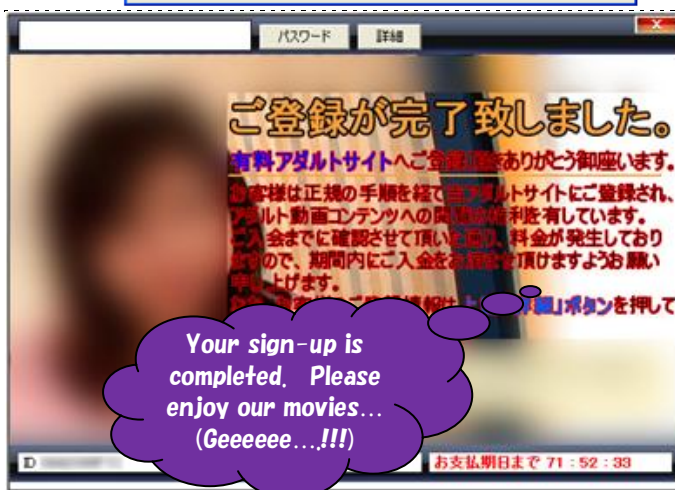 パスワード 詳細
ご登録が完了致しました。
有料アダルトサイトへご登録 ありがとう御座います。
お客様は正規の手順を経て当アダルトサイトにご登録され、
アダルト動画コンテンツへの 権利を有しています。
ご入会までに確認させて頂いた 料金が発生しており
ますので、期間内にご入金をお 頂けますようお願い
申し上げます。
ボタンを押して
Your sign-up is
completed. Please
enjoy our movies...
(Geeeeee....!!!)
ID
お支払期日まで 71:52:33